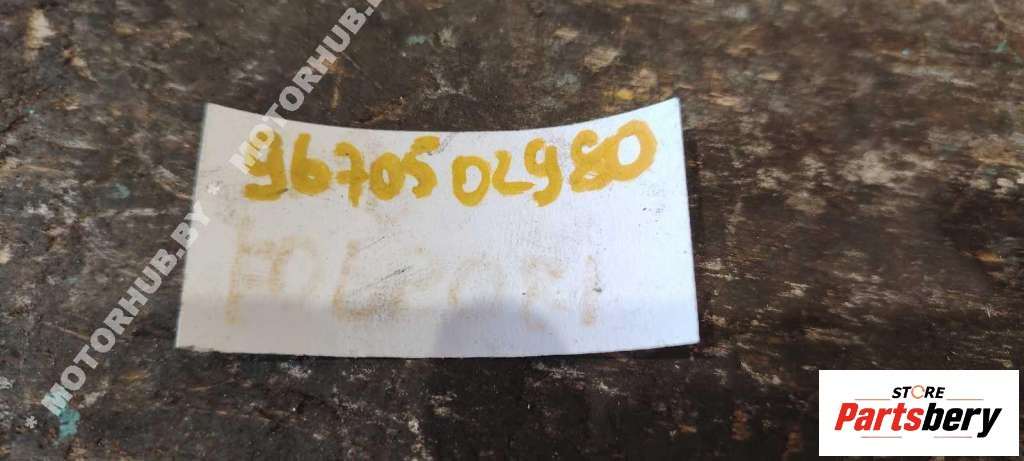 MOTORHUB.BY * MOTORHUB.BY *
9670502980
STORE
Partsbery